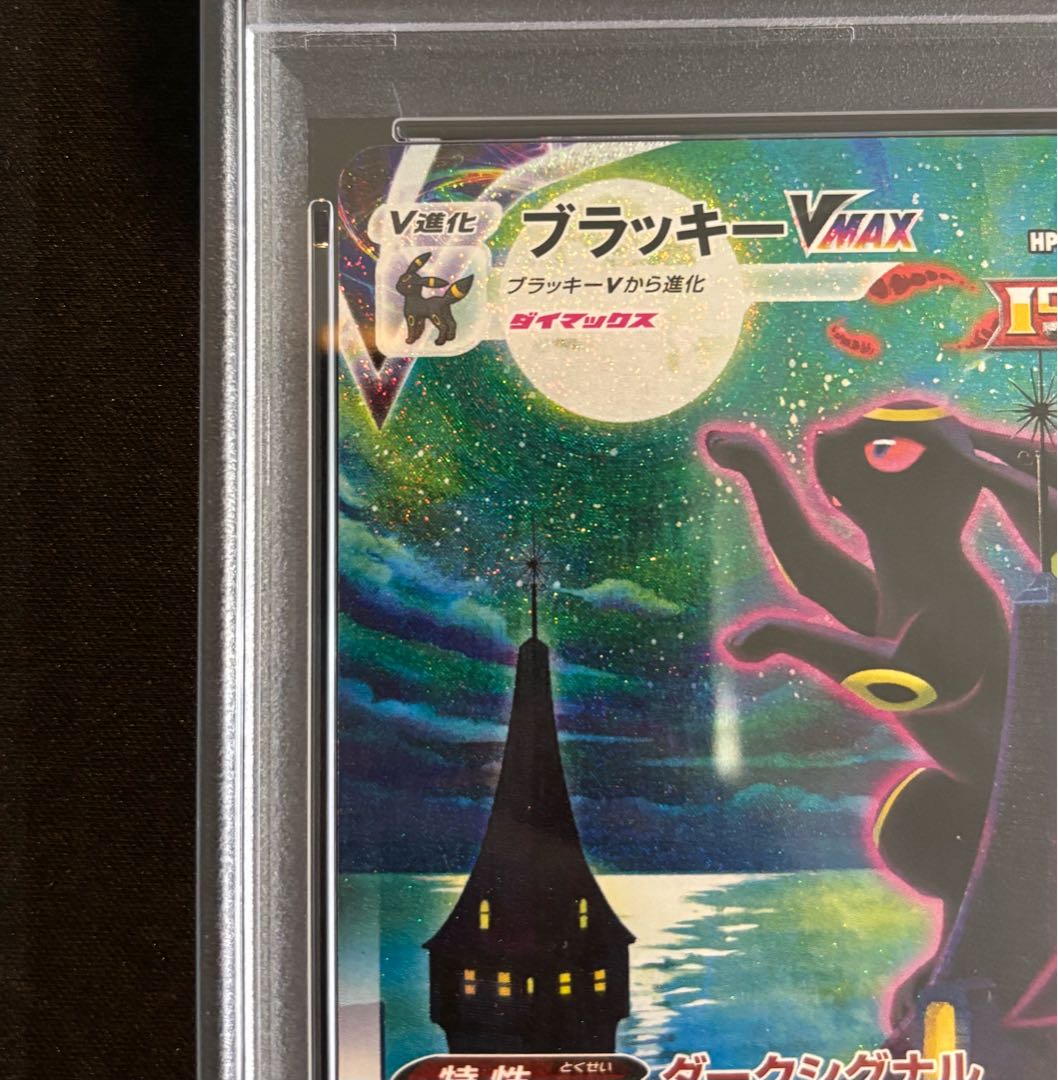 V進化
ブラッキーVMAX
HP
ブラッキーVから進化
ダイマックス
とくせい
特性
ダークシグナル